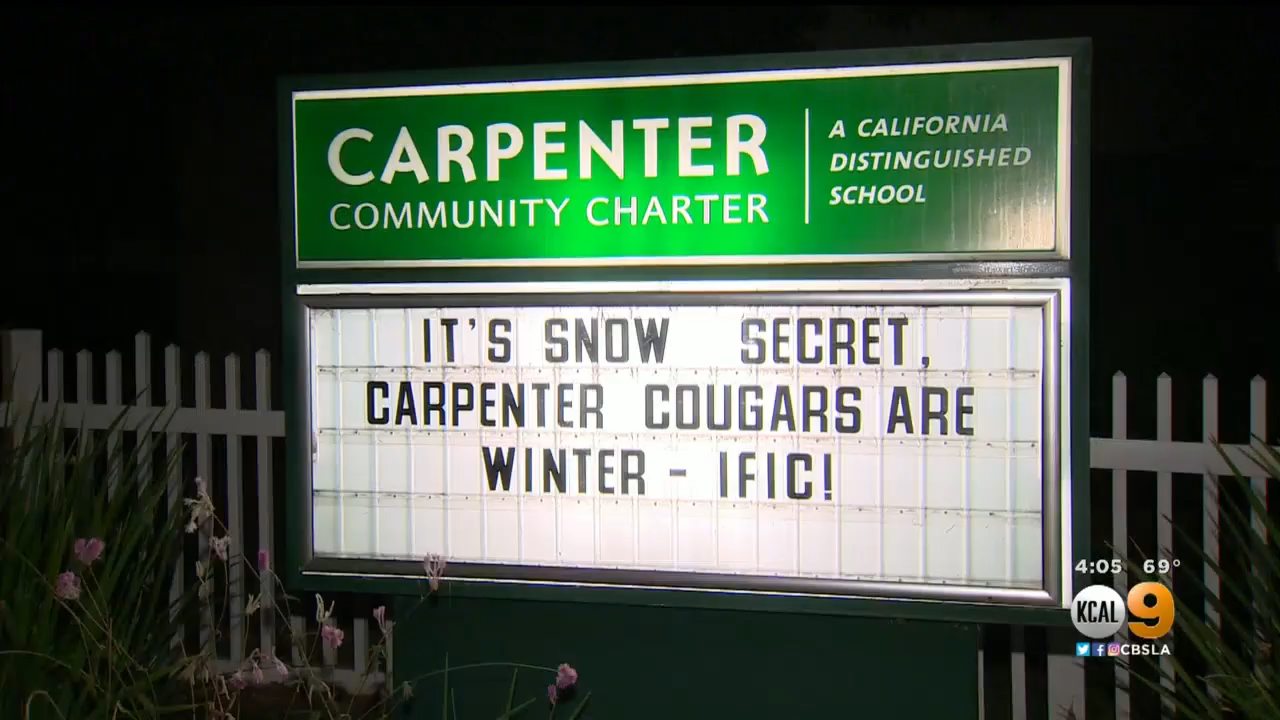 CARPENTER
COMMUNITY CHARTER
A CALIFORNIA
DISTINGUISHED
SCHOOL
IT'S SNOW SECRET,
CARPENTER COUGARS ARE
WINTER - IFIC!
4:05 69°
KCAL 9
CBSLA